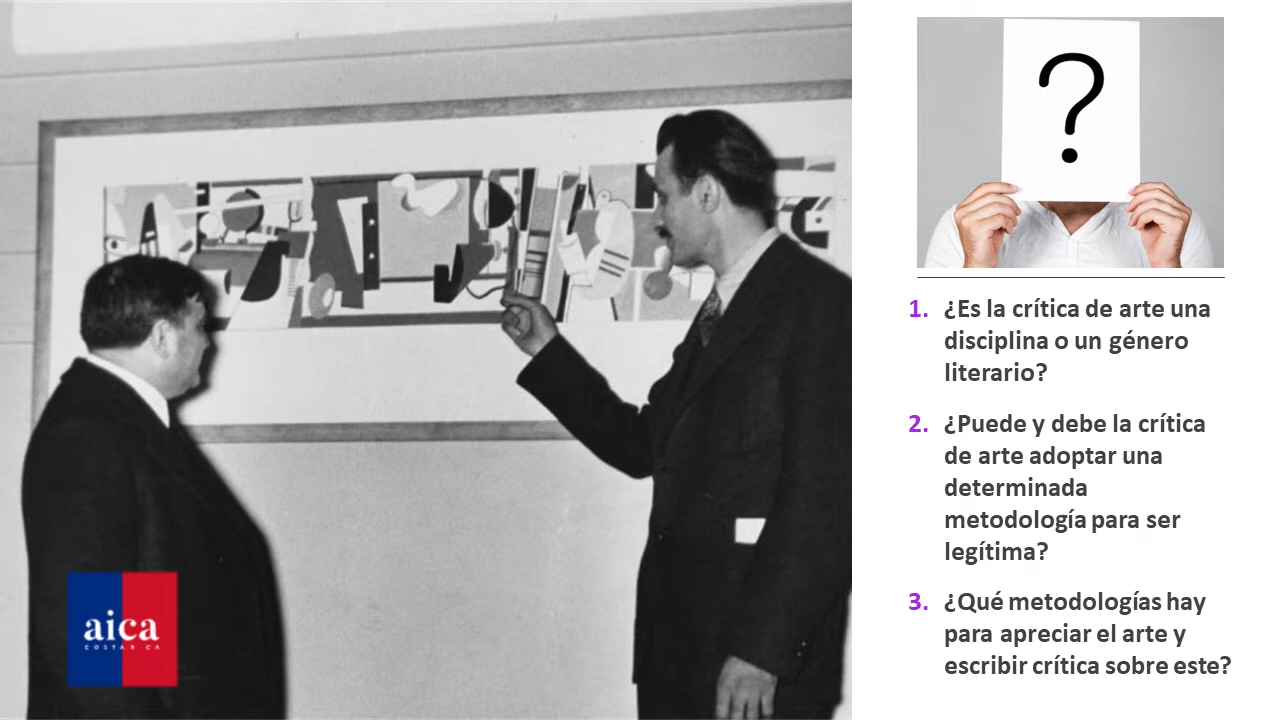 ?
1. ¿Es la crítica de arte una
disciplina o un género
literario?
2. ¿Puede y debe la crítica
de arte adoptar una
determinada
metodología para ser
legítima?
3. ¿Qué metodologías hay
para apreciar el arte y
escribir crítica sobre este?
aica
COSTARICA